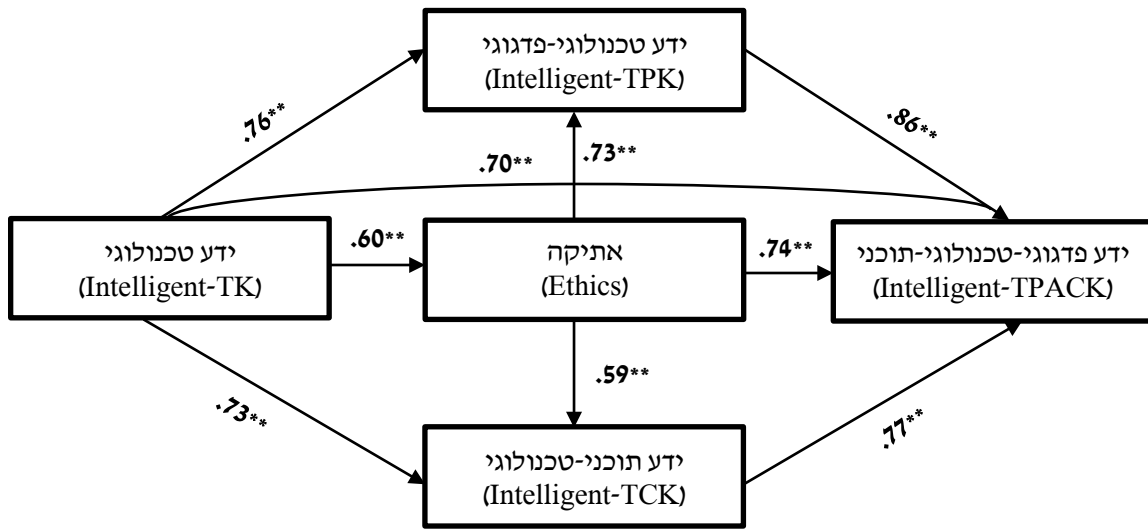 ידע טכנולוגי-פדגוגי
(Intelligent-TPK)
.76**
.86**
.73**
.70**
ידע טכנולוגי
(Intelligent-TK)
.60**
אתיקה
(Ethics)
.74**
ידע פדגוגי-טכנולוגי-תוכני
(Intelligent-TPACK)
.59**
.73**
.77**
ידע תוכני-טכנולוגי
(Intelligent-TCK)